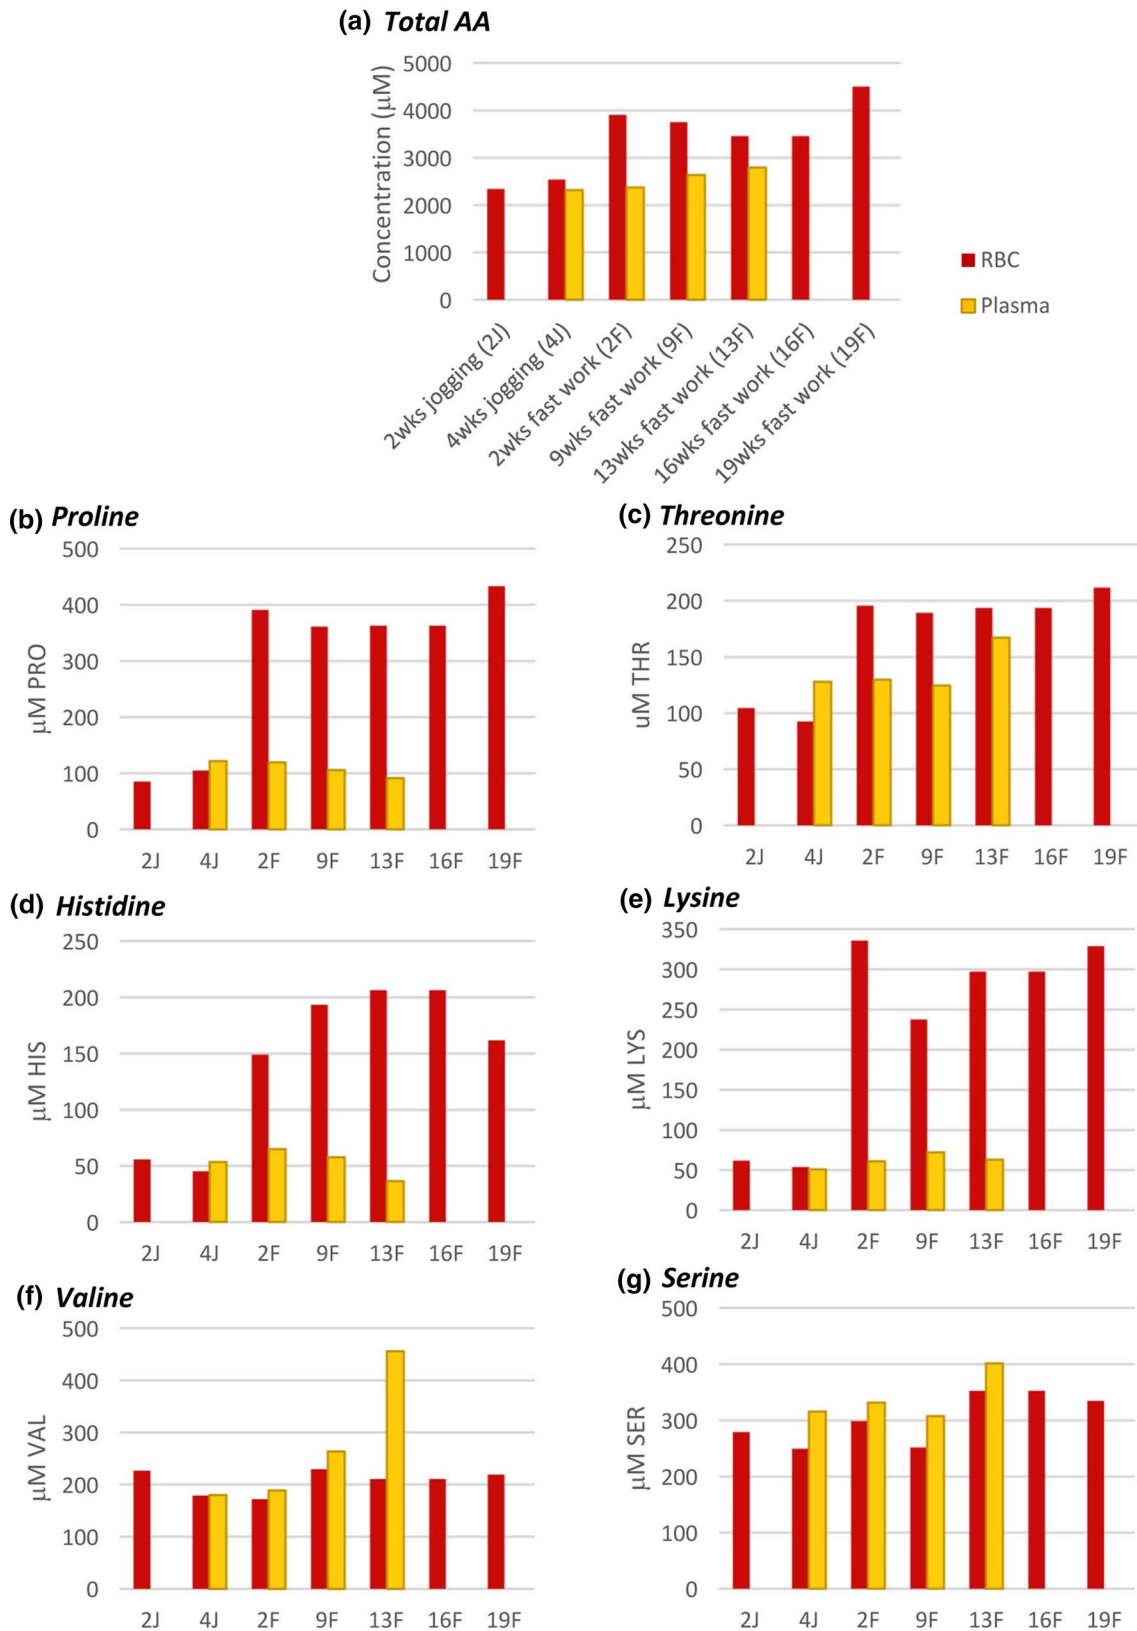 (a) Total AA
Concentration (μM)
5000
4000
3000
2000
1000
0
2wks jogging (2J)
4wks jogging (4J)
2wks fast work (2F)
9wks fast work (9F)
13wks fast work (13F)
16wks fast work (16F)
19wks fast work (19F)
RBC
Plasma
(b) Proline
μM PRO
500
400
300
200
100
0
2J 4J 2F 9F 13F 16F 19F
(c) Threonine
uM THR
250
200
150
100
50
0
2J 4J 2F 9F 13F 16F 19F
(d) Histidine
μM HIS
250
200
150
100
50
0
2J 4J 2F 9F 13F 16F 19F
(e) Lysine
μM LYS
350
300
250
200
150
100
50
0
2J 4J 2F 9F 13F 16F 19F
(f) Valine
μM VAL
500
400
300
200
100
0
2J 4J 2F 9F 13F 16F 19F
(g) Serine
μM SER
500
400
300
200
100
0
2J 4J 2F 9F 13F 16F 19F